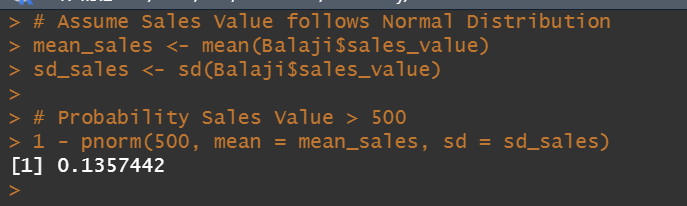 > # Assume Sales Value follows Normal Distribution
> mean_sales <- mean(Balaji$sales_value)
> sd_sales <- sd(Balaji$sales_value)
>
> # Probability Sales Value > 500
> 1 - pnorm(500, mean = mean_sales, sd = sd_sales)
[1] 0.1357442
>